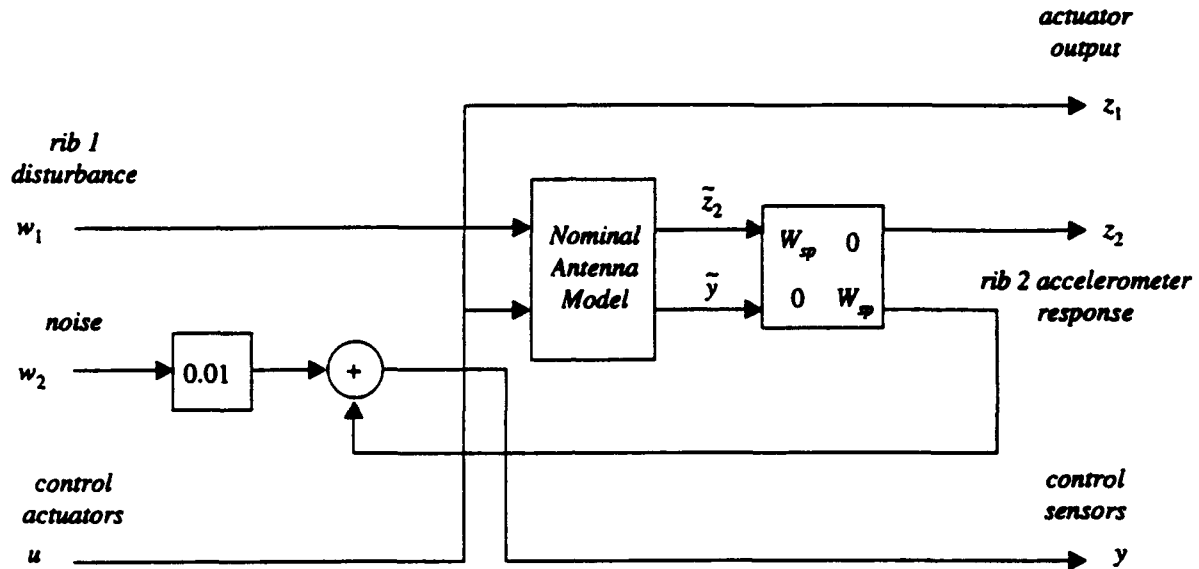 actuator
output
z₁
rib 1
disturbance
w₁
Nominal
Antenna
Model
z̃₂
ỹ
W_sp 0
0 W_sp
z₂
rib 2 accelerometer
response
noise
w₂
0.01
+
control
actuators
u
control
sensors
y